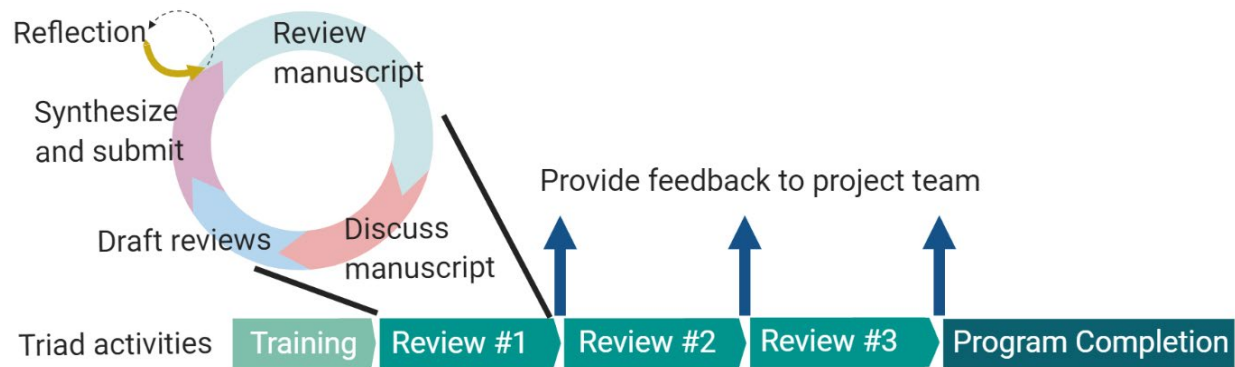 Reflection
Review
manuscript
Synthesize
and submit
Draft reviews
Discuss
manuscript
Provide feedback to project team
Triad activities
Training
Review #1
Review #2
Review #3
Program Completion